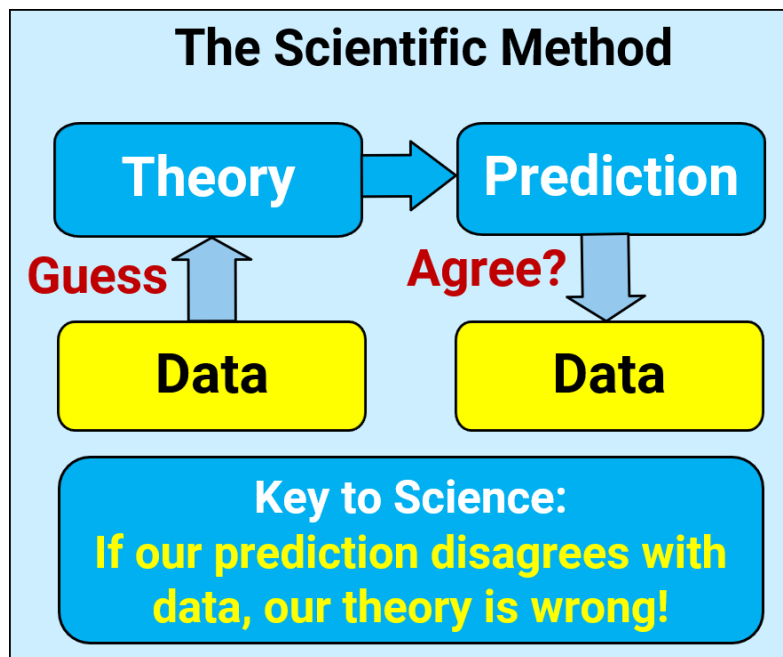 The Scientific Method
Theory
Prediction
Guess
Agree?
Data
Data
Key to Science:
If our prediction disagrees with
data, our theory is wrong!